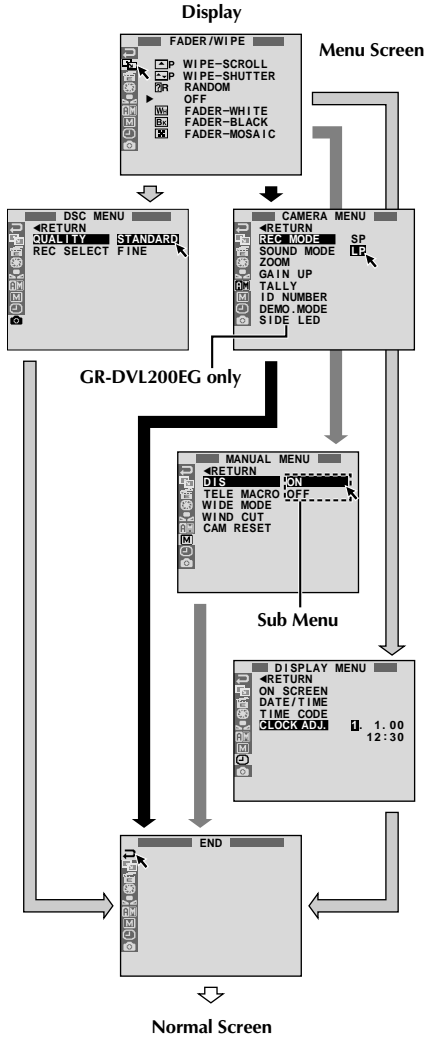 Display
FADER/WIPE
Menu Screen
P WIPE–SCROLL
P WIPE–SHUTTER
R RANDOM
OFF
WH FADER–WHITE
BK FADER–BLACK
FADER–MOSAIC
DSC MENU
◀RETURN
QUALITY STANDARD
REC SELECT FINE
CAMERA MENU
◀RETURN
REC MODE SP
SOUND MODE LP
ZOOM
GAIN UP
TALLY
ID NUMBER
DEMO.MODE
SIDE LED
GR-DVL200EG only
MANUAL MENU
◀RETURN
DIS ON
TELE MACRO OFF
WIDE MODE
WIND CUT
CAM RESET
Sub Menu
DISPLAY MENU
◀RETURN
ON SCREEN
DATE/TIME
TIME CODE
CLOCK ADJ. 1. 1.00
12:30
END
Normal Screen